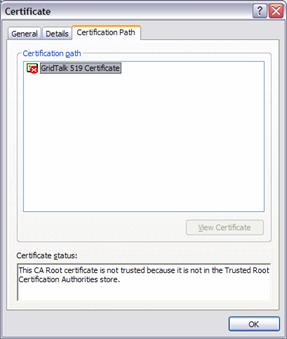 Certificate
General Details Certification Path
Certification path
GridTalk 519 Certificate
View Certificate
Certificate status:
This CA Root certificate is not trusted because it is not in the Trusted Root
Certification Authorities store.
OK